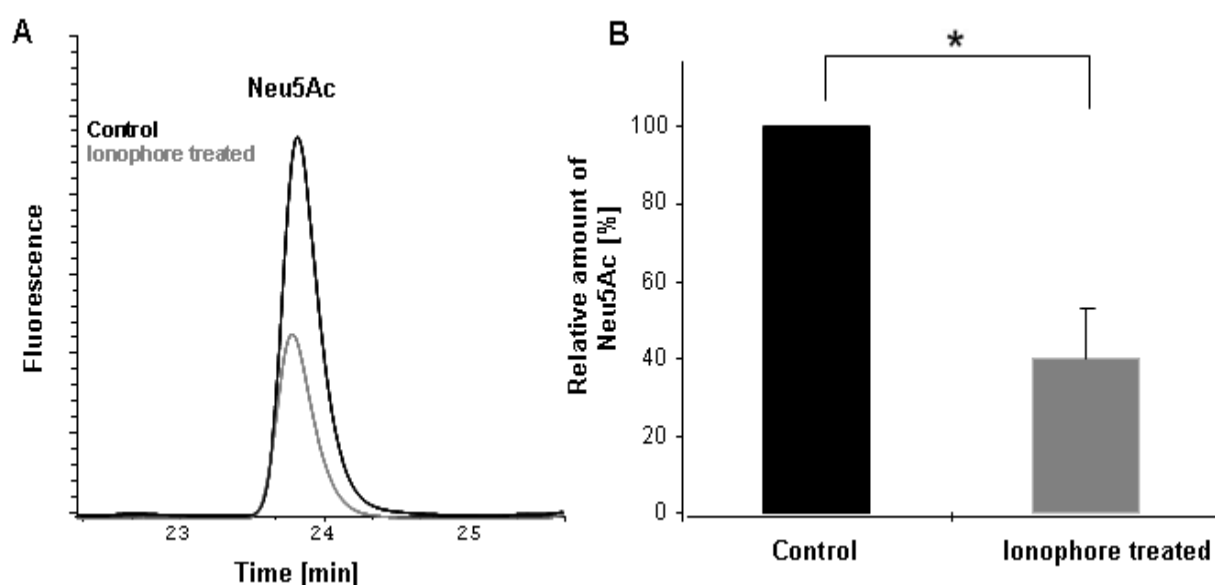 A
Neu5Ac
Control
Ionophore treated
Fluorescence
23 24 25
Time [min]
B
*
Relative amount of
Neu5Ac [%]
100
80
60
40
20
0
Control Ionophore treated